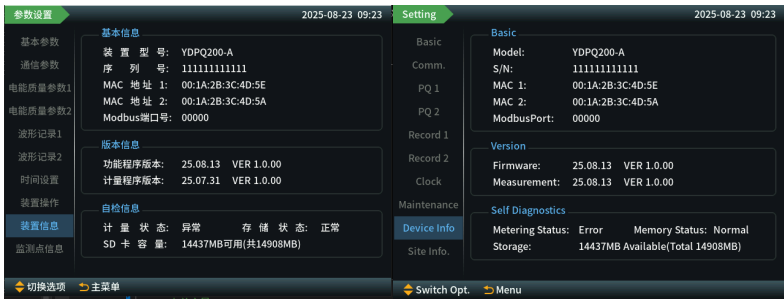 参数设置 2025-08-23 09:23
基本参数
通信参数
电能质量参数1
电能质量参数2
波形记录1
波形记录2
时间设置
装置操作
装置信息
监测点信息
基本信息
装 置 型 号: YDPQ200-A
序 列 号: 111111111111
MAC 地址 1: 00:1A:2B:3C:4D:5E
MAC 地址 2: 00:1A:2B:3C:4D:5A
Modbus端口号: 00000
版本信息
功能程序版本: 25.08.13 VER 1.0.00
计量程序版本: 25.07.31 VER 1.0.00
自检信息
计 量 状 态: 异常 存 储 状 态: 正常
SD 卡 容 量: 14437MB可用(共14908MB)
切换选项 主菜单
Setting 2025-08-23 09:23
Basic
Comm.
PQ 1
PQ 2
Record 1
Record 2
Clock
Maintenance
Device Info
Site Info.
Basic
Model: YDPQ200-A
S/N: 111111111111
MAC 1: 00:1A:2B:3C:4D:5E
MAC 2: 00:1A:2B:3C:4D:5A
ModbusPort: 00000
Version
Firmware: 25.08.13 VER 1.0.00
Measurement: 25.08.13 VER 1.0.00
Self Diagnostics
Metering Status: Error Memory Status: Normal
Storage: 14437MB Available(Total 14908MB)
Switch Opt. Menu